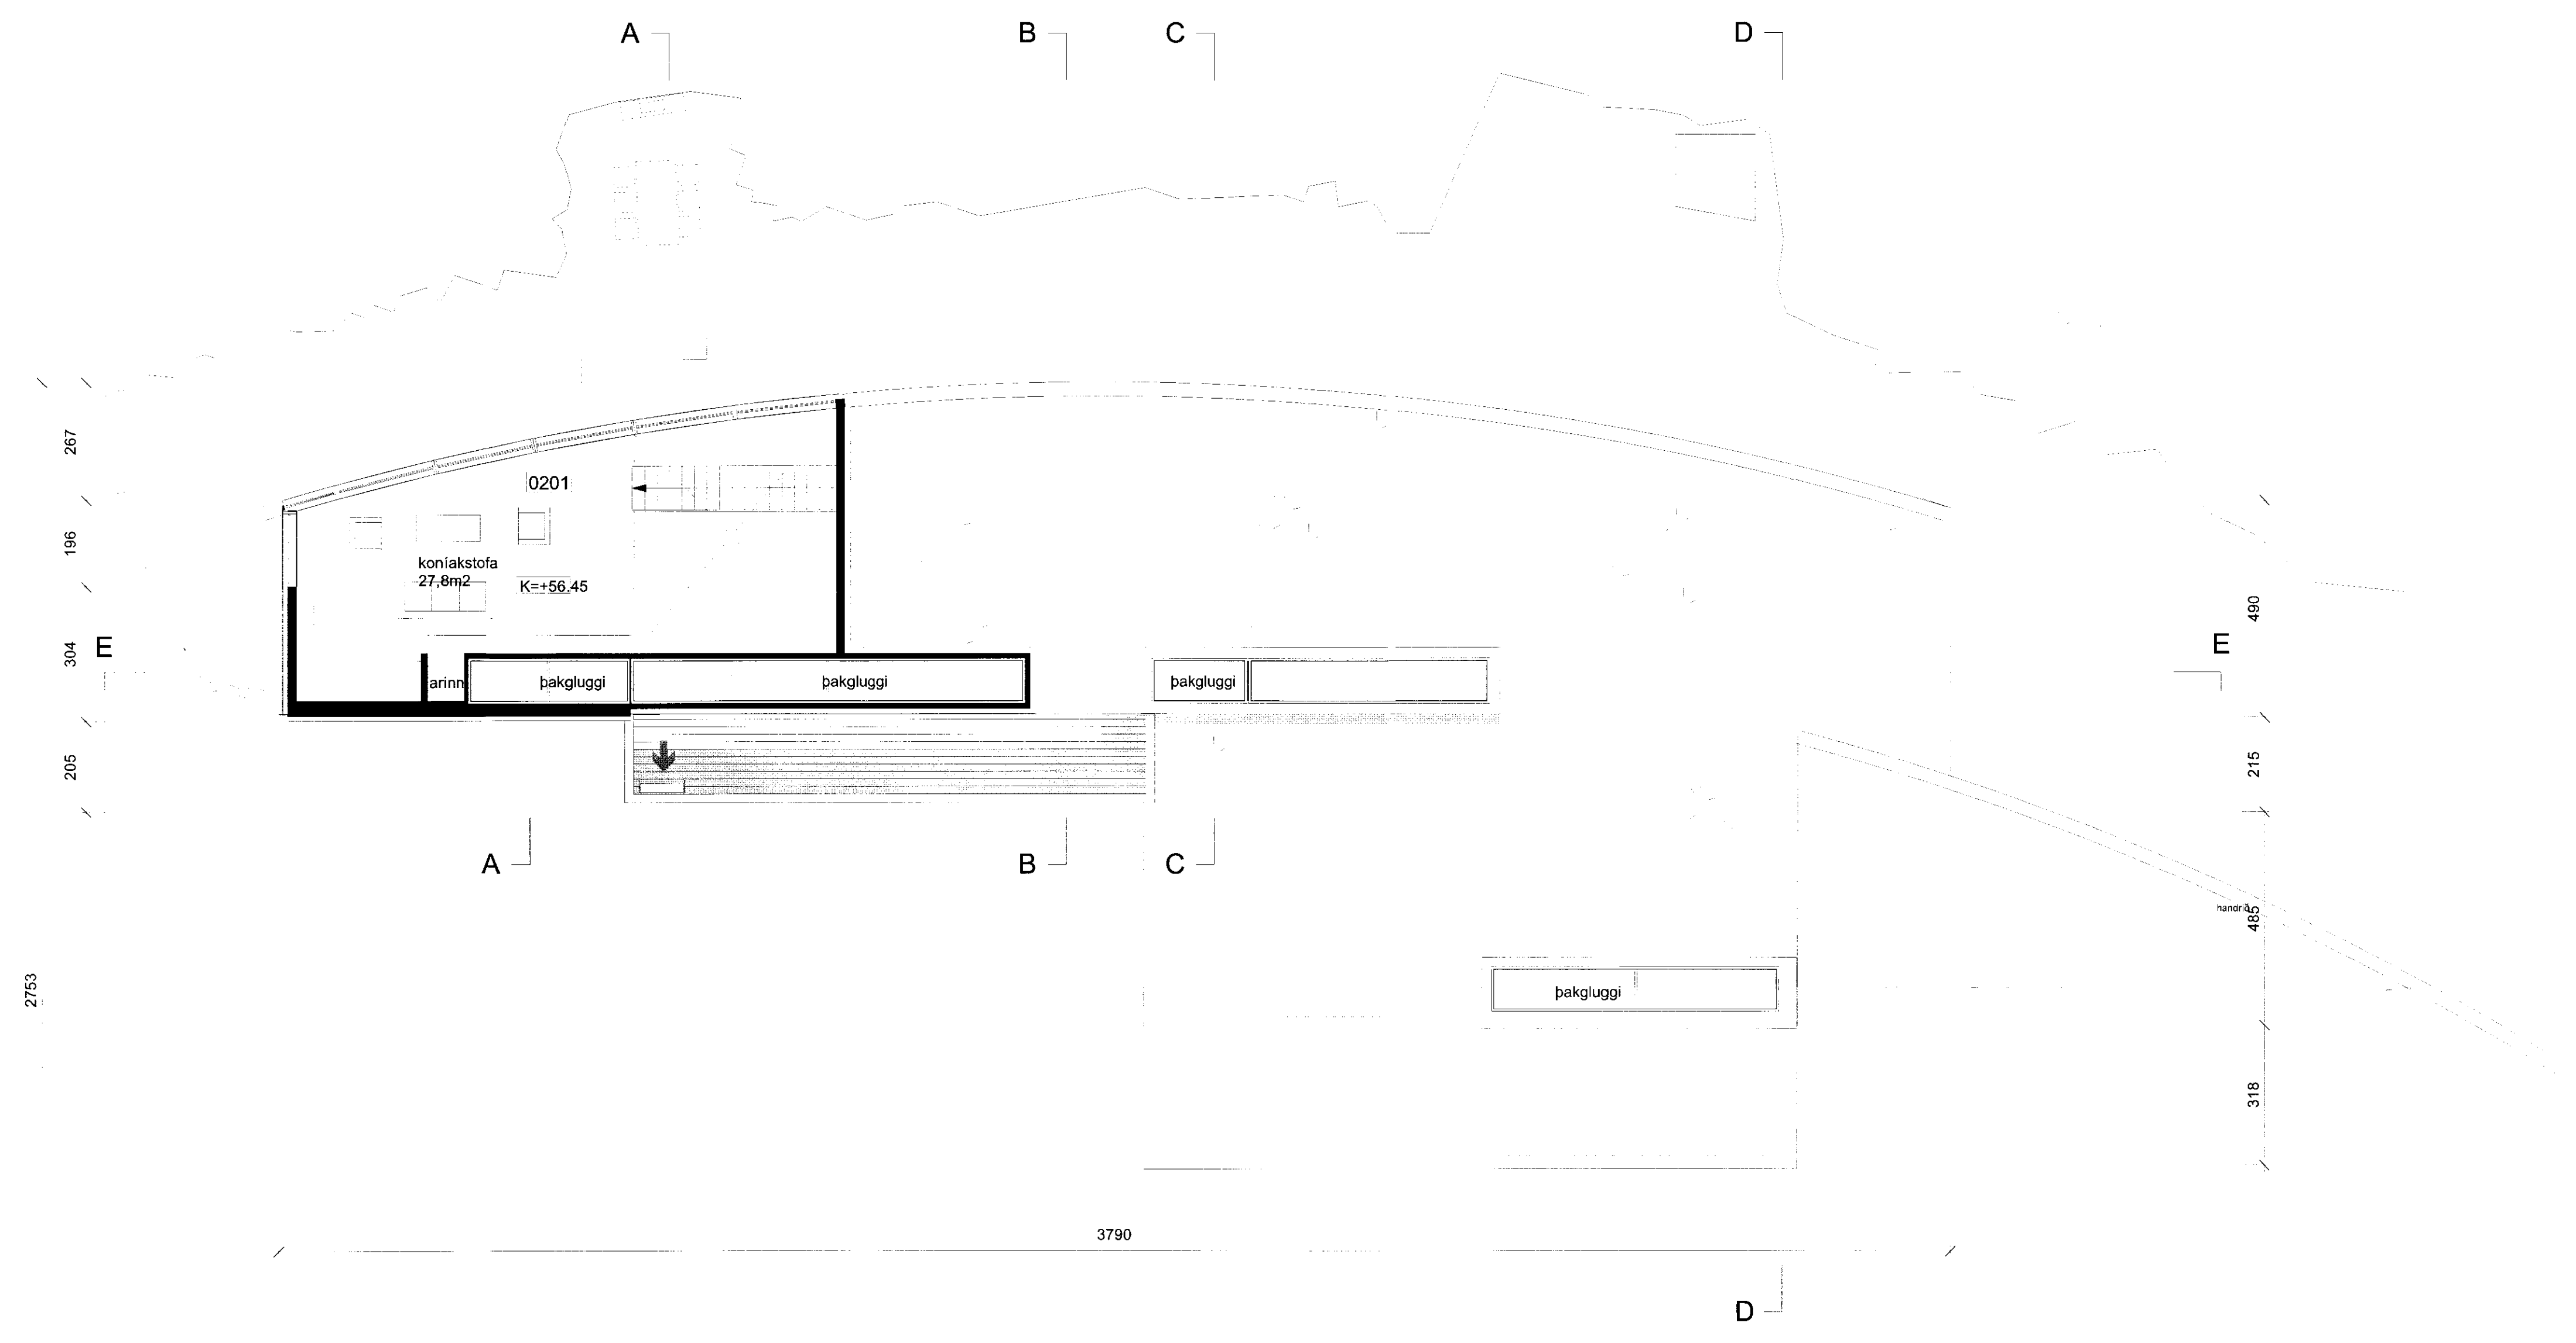 A
B
C
D
267
0201
196
koníakstofa
27,8m2
K=+56.45
490
304
E
E
arinn
þakgluggi
þakgluggi
þakgluggi
205
215
A
B
C
handrið
485
2753
þakgluggi
318
3790
D